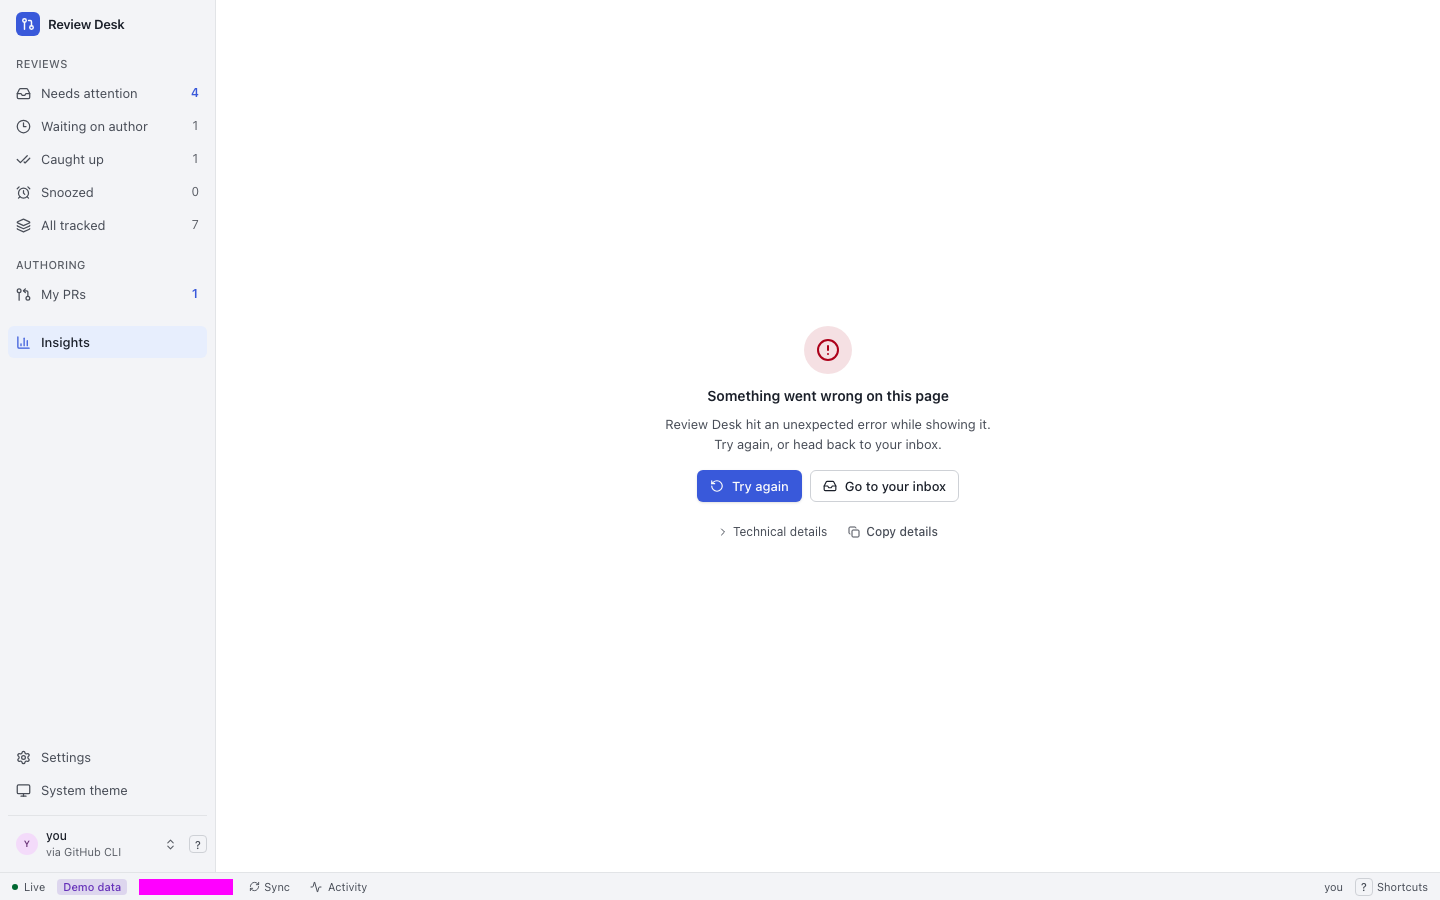 Review Desk
REVIEWS
Needs attention 4
Waiting on author 1
Caught up 1
Snoozed 0
All tracked 7
AUTHORING
My PRs 1
Insights
Something went wrong on this page
Review Desk hit an unexpected error while showing it.
Try again, or head back to your inbox.
Try again
Go to your inbox
Technical details
Copy details
Settings
System theme
Y
you
via GitHub CLI
?
Live
Demo data
Sync
Activity
you
? Shortcuts